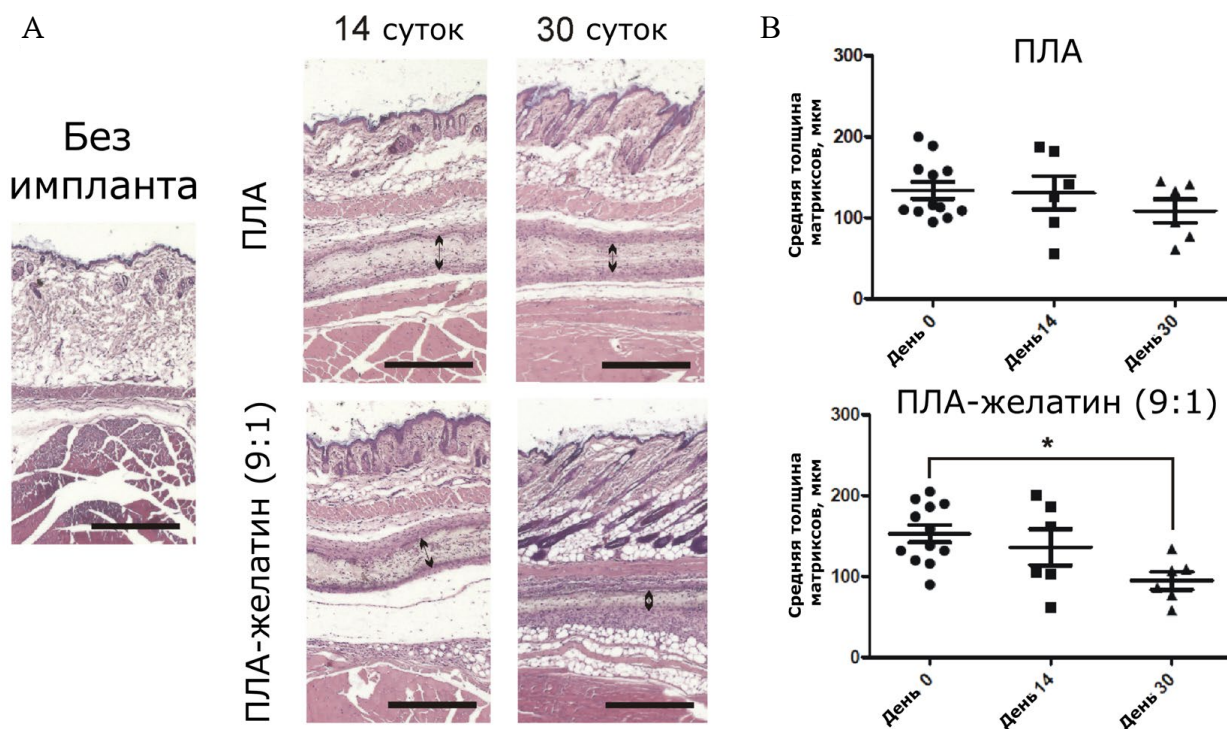 A
14 суток
30 суток
Без
импланта
ПЛА
ПЛА-желатин (9:1)
B
ПЛА
Средняя толщина
матриксов, мкм
300
200
100
0
День 0
День 14
День 30
ПЛА-желатин (9:1)
*
Средняя толщина
матриксов, мкм
300
200
100
0
День 0
День 14
День 30